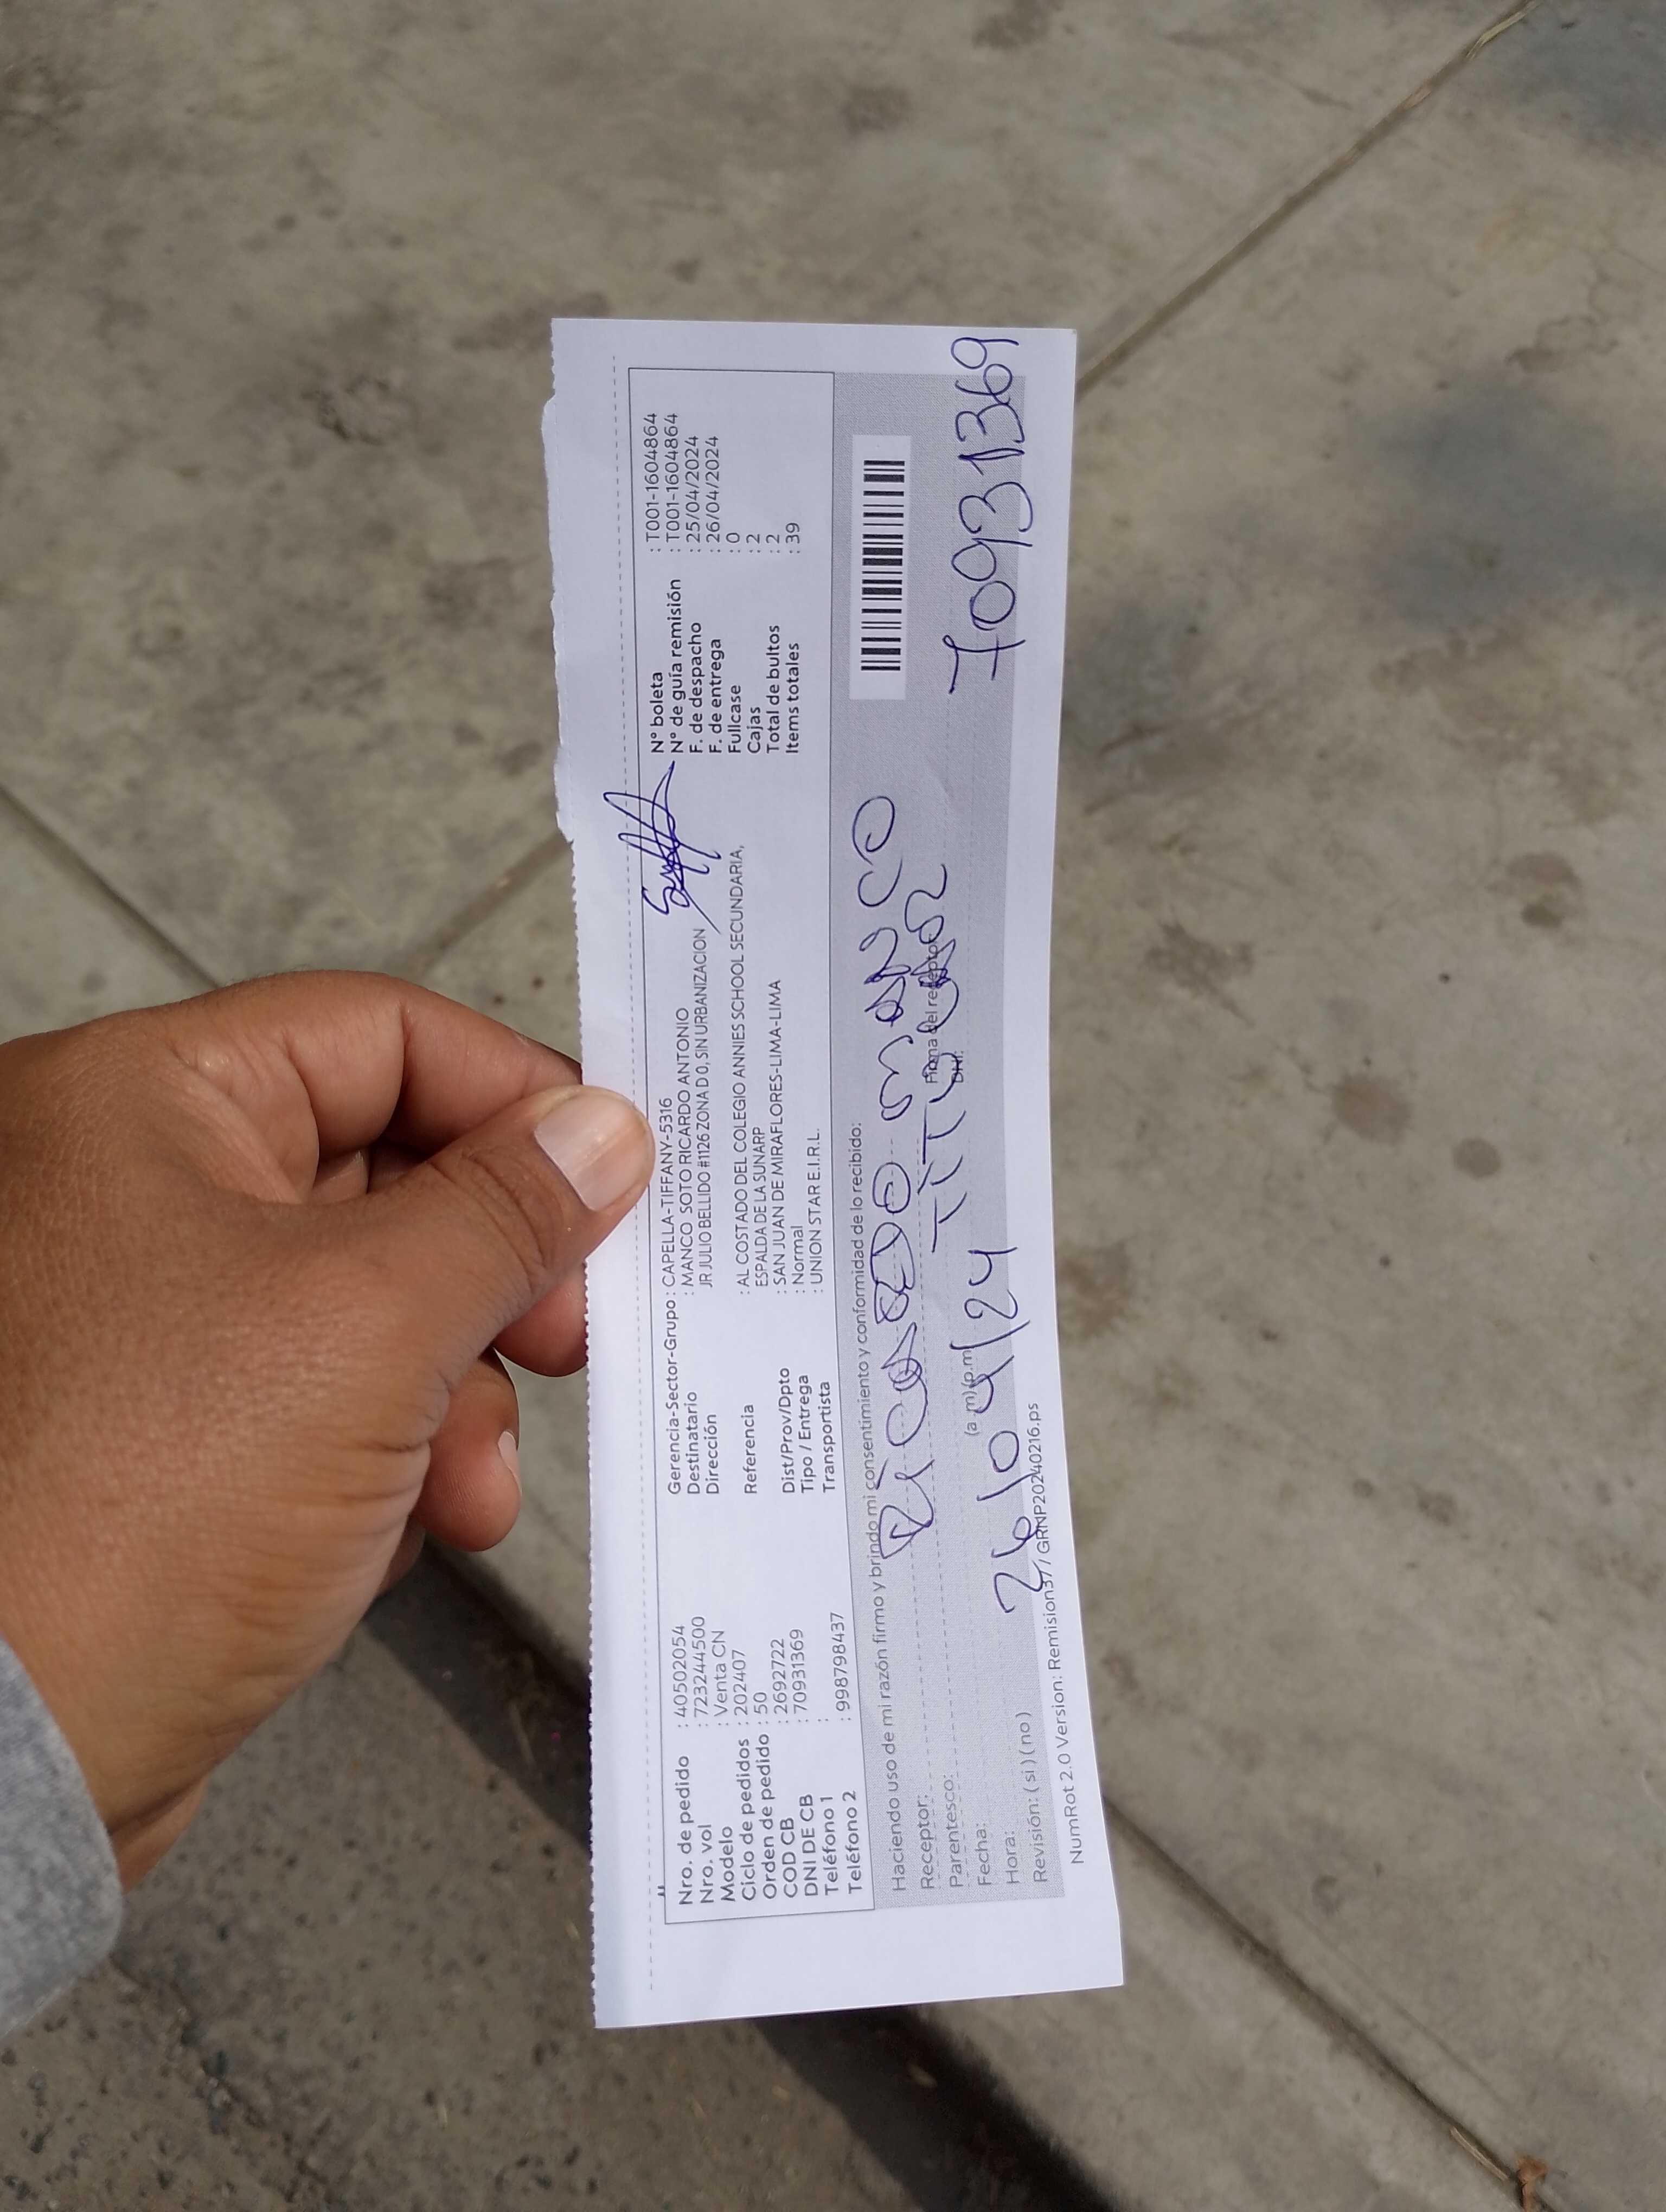 Nro. de pedido : 40502054
Nro. vol : 723244500
Modelo : Venta CN
Ciclo de pedidos : 202407
Orden de pedido : 50
COD CB : 2692722
DNI DE CB : 70931369
Teléfono 1 :
Teléfono 2 : 998798437
Gerencia-Sector-Grupo : CAPELLA-TIFFANY-5316
Destinatario : MANCO SOTO RICARDO ANTONIO
Dirección JR JULIO BELLIDO #1126 ZONA D 0, SIN URBANIZACION
Referencia : AL COSTADO DEL COLEGIO ANNIES SCHOOL SECUNDARIA,
ESPALDA DE LA SUNARP
Dist/Prov/Dpto : SAN JUAN DE MIRAFLORES-LIMA-LIMA
Tipo / Entrega : Normal
Transportista : UNION STAR E.I.R.L.
N° boleta : T001-1604864
N° de guía remisión : T001-1604864
F. de despacho : 25/04/2024
F. de entrega : 26/04/2024
Fullcase : 0
Cajas : 2
Total de bultos : 2
Items totales : 39
Haciendo uso de mi razón firmo y brindo mi consentimiento y conformidad de lo recibido:
Receptor: Ricardo manco
Parentesco: TiTular
Firma del receptor
Fecha: 26/04/24
DNI: 70931369
Hora: (a.m)(p.m)
Revisión: ( si ) ( no )
NumRot 2.0 Version: Remision377/ GRNP20240216.ps